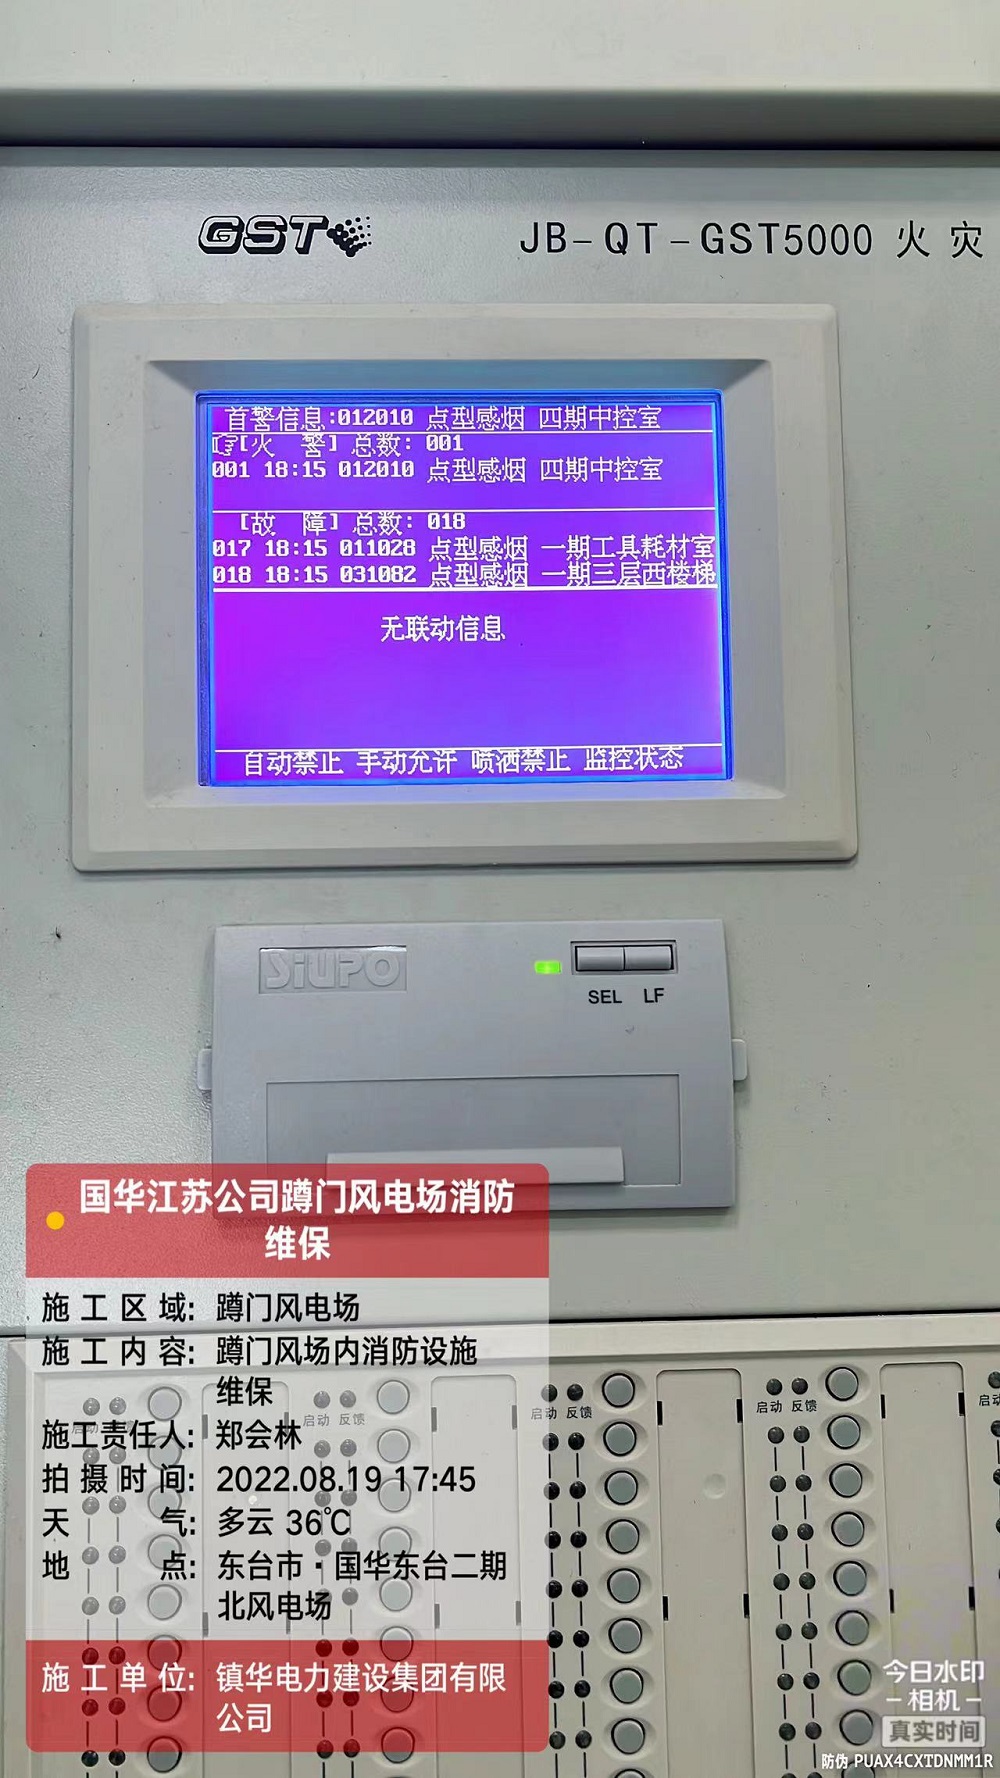 GST
JB-QT-GST5000 火灾
首警信息:012010 点型感烟 四期中控室
[火 警] 总数: 001
001 18:15 012010 点型感烟 四期中控室
[故 障] 总数: 018
017 18:15 011028 点型感烟 一期工具耗材室
018 18:15 031082 点型感烟 一期三层西楼梯
无联动信息
自动禁止 手动允许 喷洒禁止 监控状态
SiUPO
SEL LF
国华江苏公司蹲门风电场消防
维保
施工区域: 蹲门风电场
施工内容: 蹲门风场内消防设施
维保
施工责任人: 郑会林
拍摄时间: 2022.08.19 17:45
天气: 多云 36℃
地点: 东台市·国华东台二期
北风电场
施工单位: 镇华电力建设集团有限
公司
启动 反馈
启动 反馈
启动 反馈
启动
今日水印
-相机-
真实时间
防伪 PUAX4CXTDNMM1R